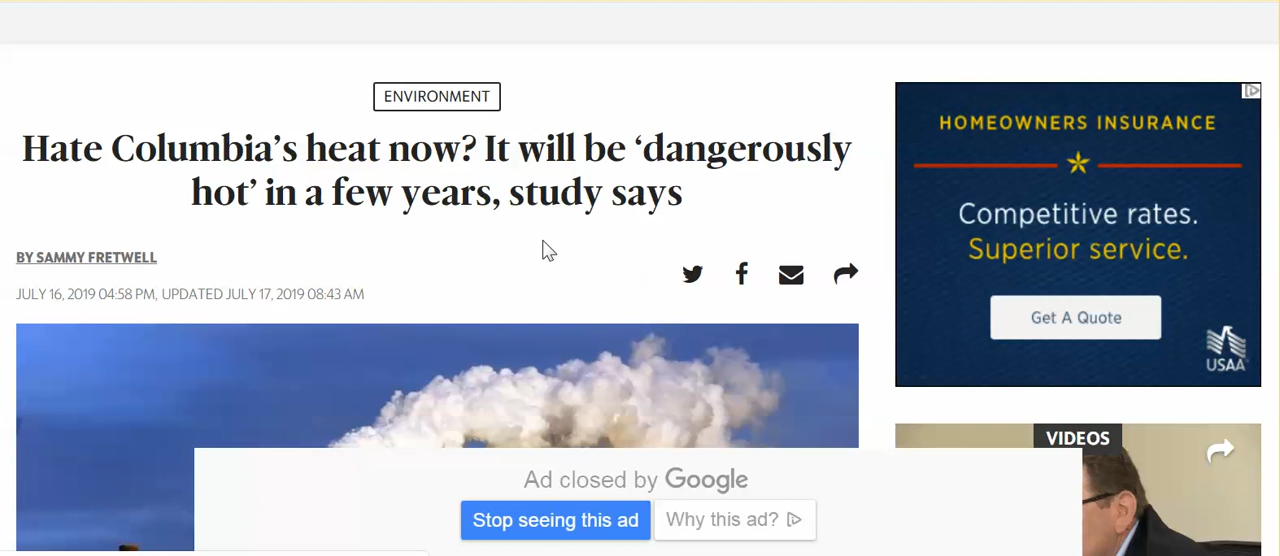 ENVIRONMENT
Hate Columbia's heat now? It will be ‘dangerously
hot’ in a few years, study says
BY SAMMY FRETWELL
JULY 16, 2019 04:58 PM, UPDATED JULY 17, 2019 08:43 AM
HOMEOWNERS INSURANCE
Competitive rates.
Superior service.
Get A Quote
USAA
VIDEOS
Ad closed by Google
Stop seeing this ad
Why this ad?